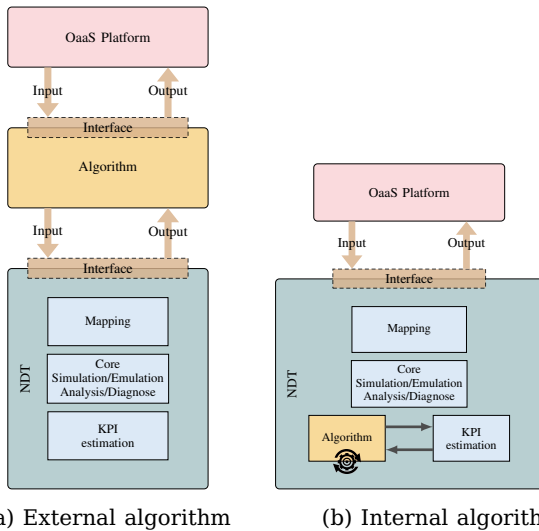 OaaS Platform
Input
Output
Interface
Algorithm
Input
Output
Interface
NDT
Mapping
Core
Simulation/Emulation
Analysis/Diagnose
KPI
estimation
) External algorithm
OaaS Platform
Input
Output
Interface
NDT
Mapping
Core
Simulation/Emulation
Analysis/Diagnose
Algorithm
KPI
estimation
(b) Internal algorith